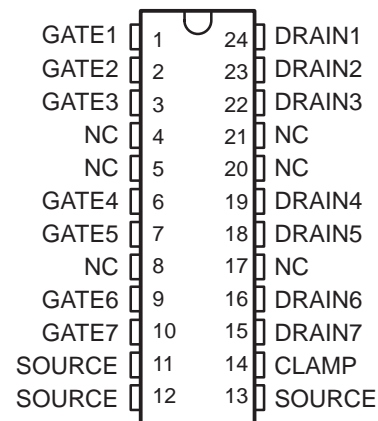 GATE1 1 24 DRAIN1
GATE2 2 23 DRAIN2
GATE3 3 22 DRAIN3
NC 4 21 NC
NC 5 20 NC
GATE4 6 19 DRAIN4
GATE5 7 18 DRAIN5
NC 8 17 NC
GATE6 9 16 DRAIN6
GATE7 10 15 DRAIN7
SOURCE 11 14 CLAMP
SOURCE 12 13 SOURCE